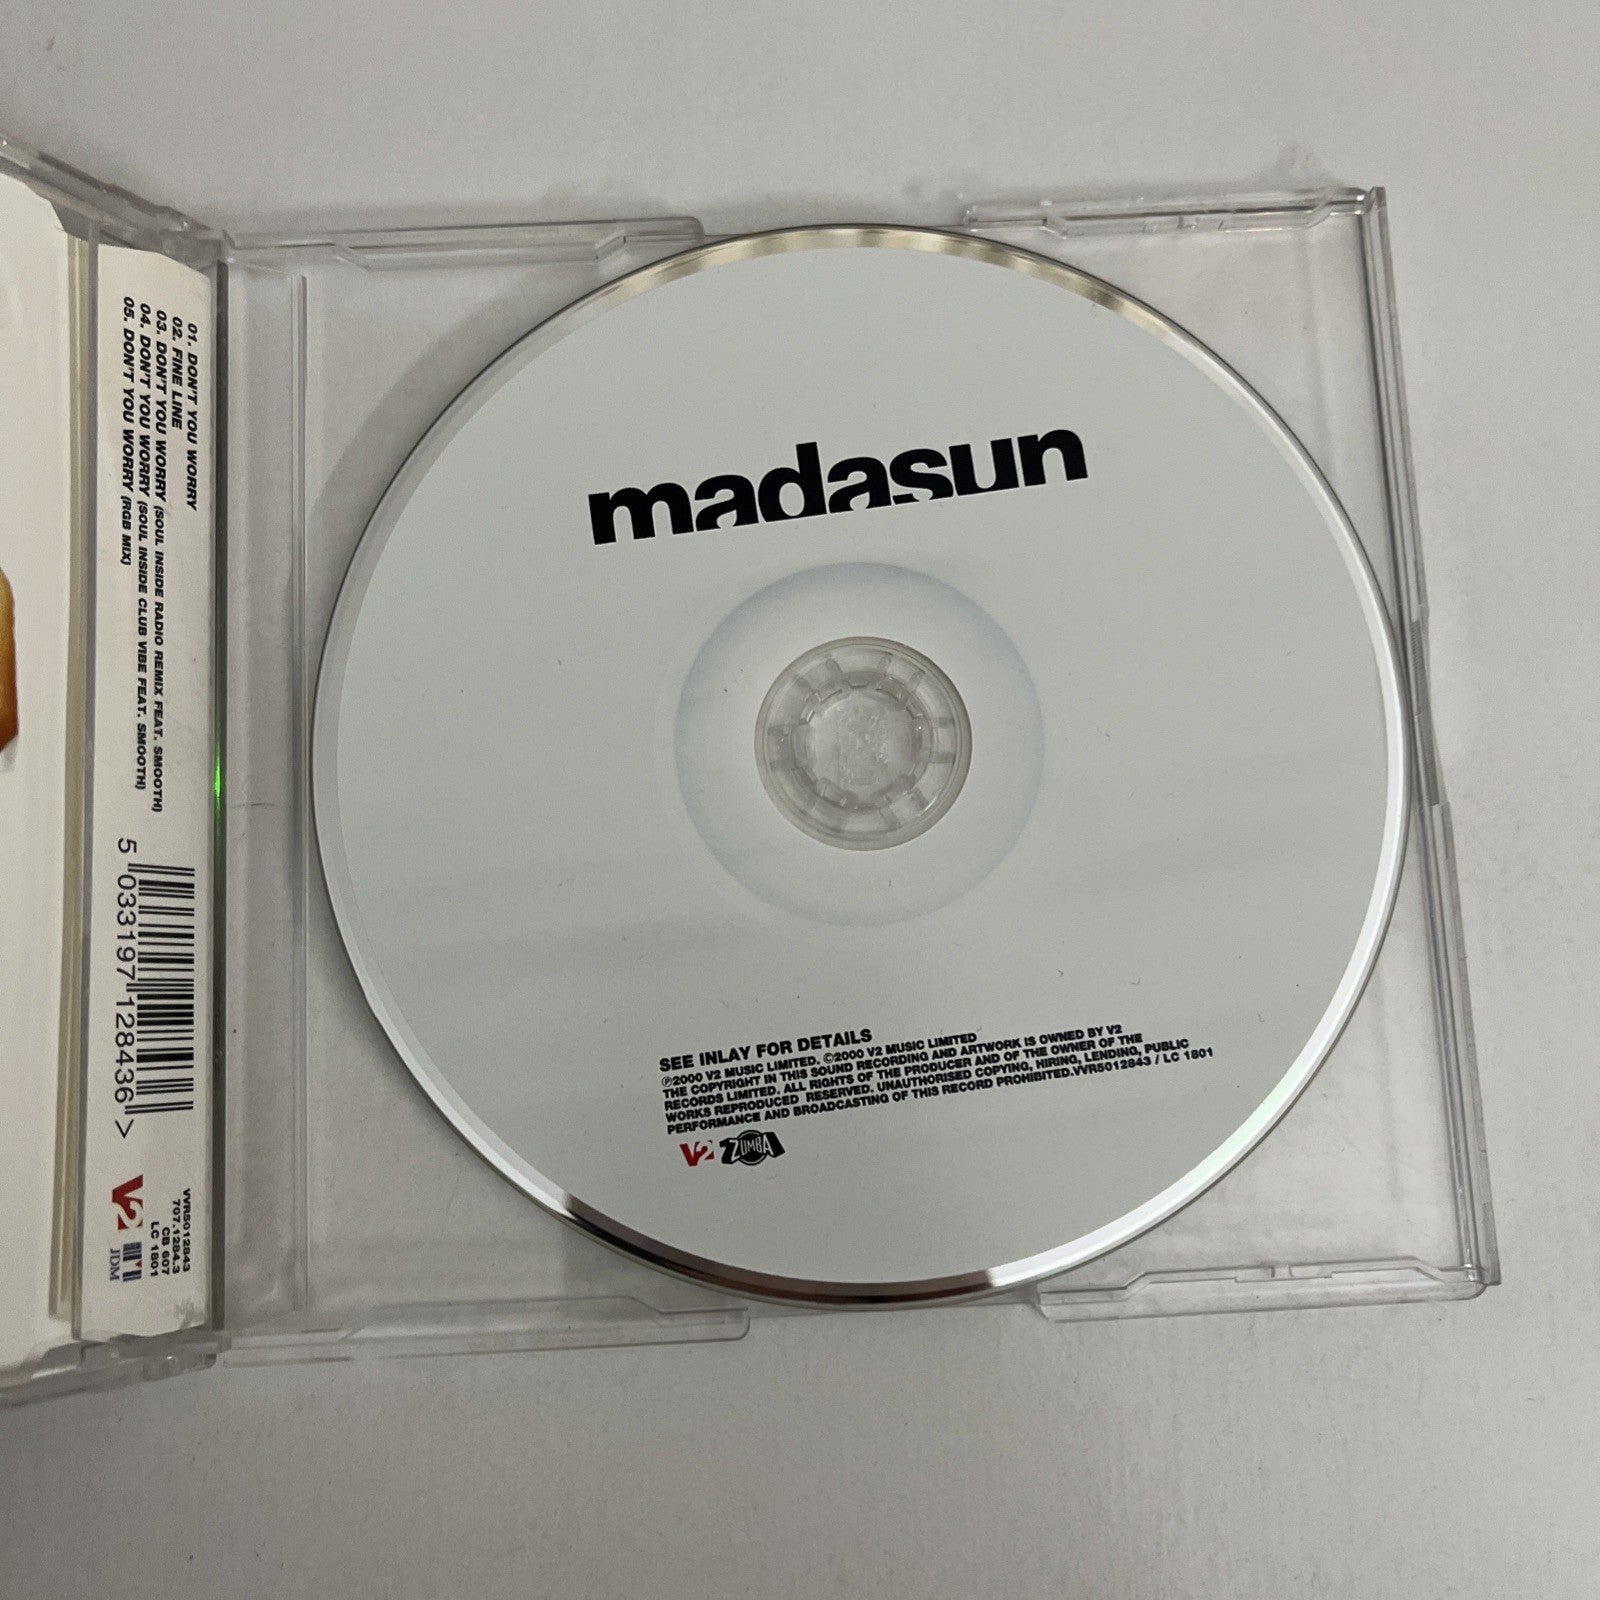 01. DON'T YOU WORRY
02. FINE LINE
03. DON'T YOU WORRY (SOUL INSIDE RADIO REMIX FEAT. SMOOTH)
04. DON'T YOU WORRY (SOUL INSIDE CLUB VIBE FEAT. SMOOTH)
05. DON'T YOU WORRY (RGB MIX)
5 033197 128436 >
V2
JDM
VVR5012843
707.1284.3
CB 607
LC 1801
madasun
SEE INLAY FOR DETAILS
℗2000 V2 MUSIC LIMITED. ©2000 V2 MUSIC LIMITED
THE COPYRIGHT IN THIS SOUND RECORDING AND ARTWORK IS OWNED BY V2
RECORDS LIMITED. ALL RIGHTS OF THE PRODUCER AND OF THE OWNER OF THE
WORKS REPRODUCED RESERVED. UNAUTHORISED COPYING, HIRING, LENDING, PUBLIC
PERFORMANCE AND BROADCASTING OF THIS RECORD PROHIBITED.VVR5012843 / LC 1801
V2 ZOMBA